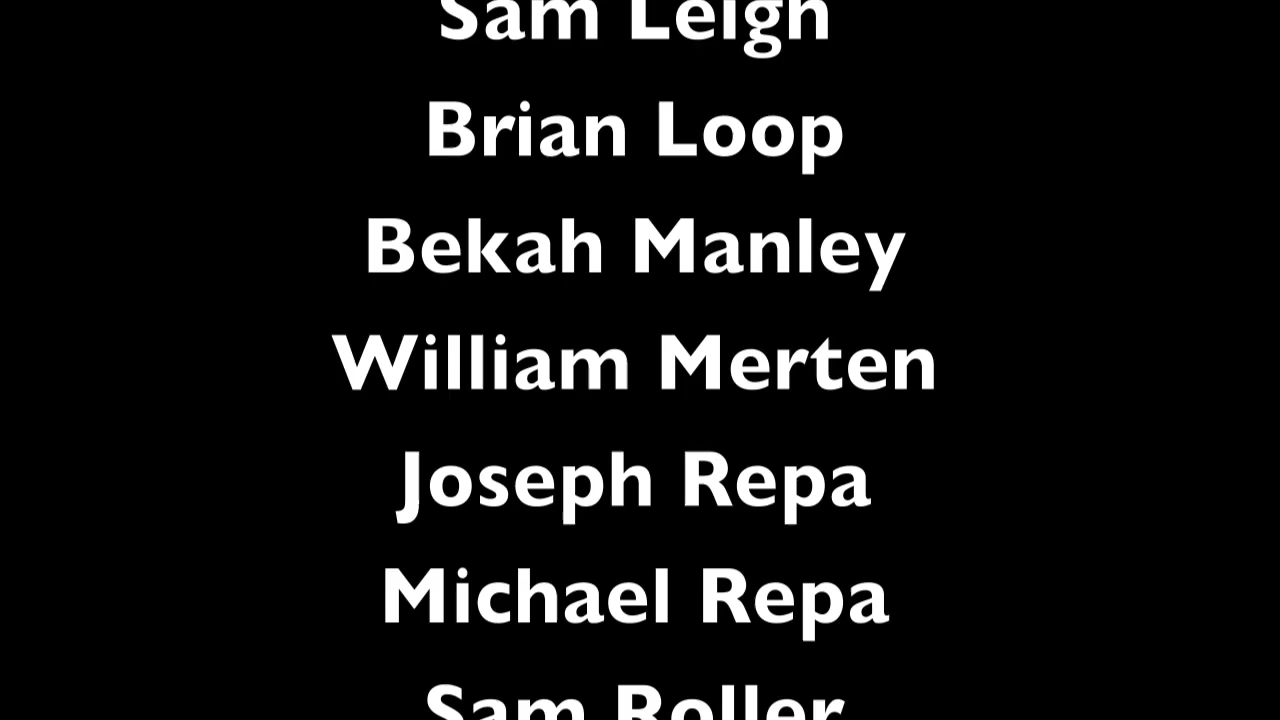 Sam Leigh
Brian Loop
Bekah Manley
William Merten
Joseph Repa
Michael Repa
Sam Roller